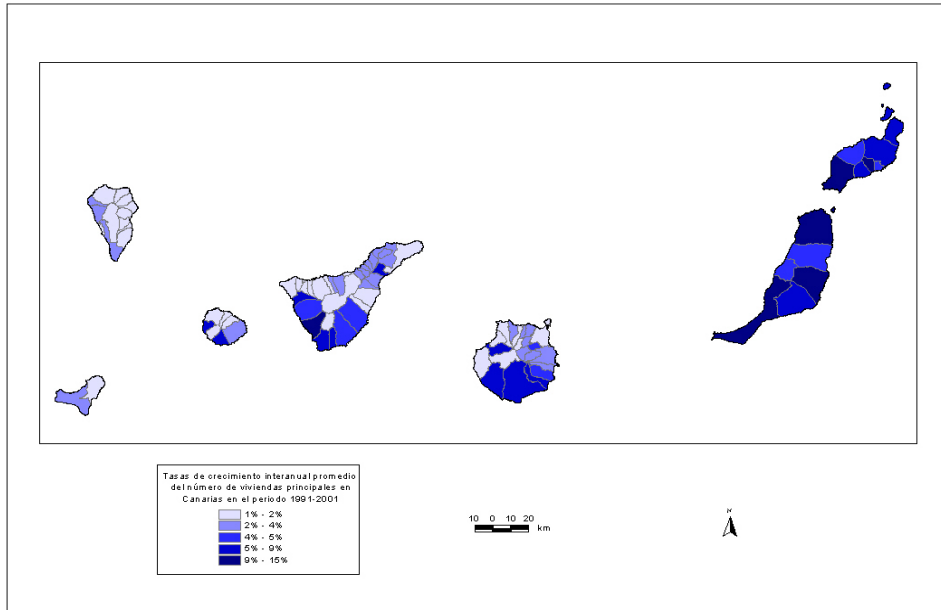 Tasas de crecimiento interanual promedio
del número de viviendas principales en
Canarias en el periodo 1991-2001
1% - 2%
2% - 4%
4% - 5%
5% - 9%
9% - 15%
10 0 10 20
km
N